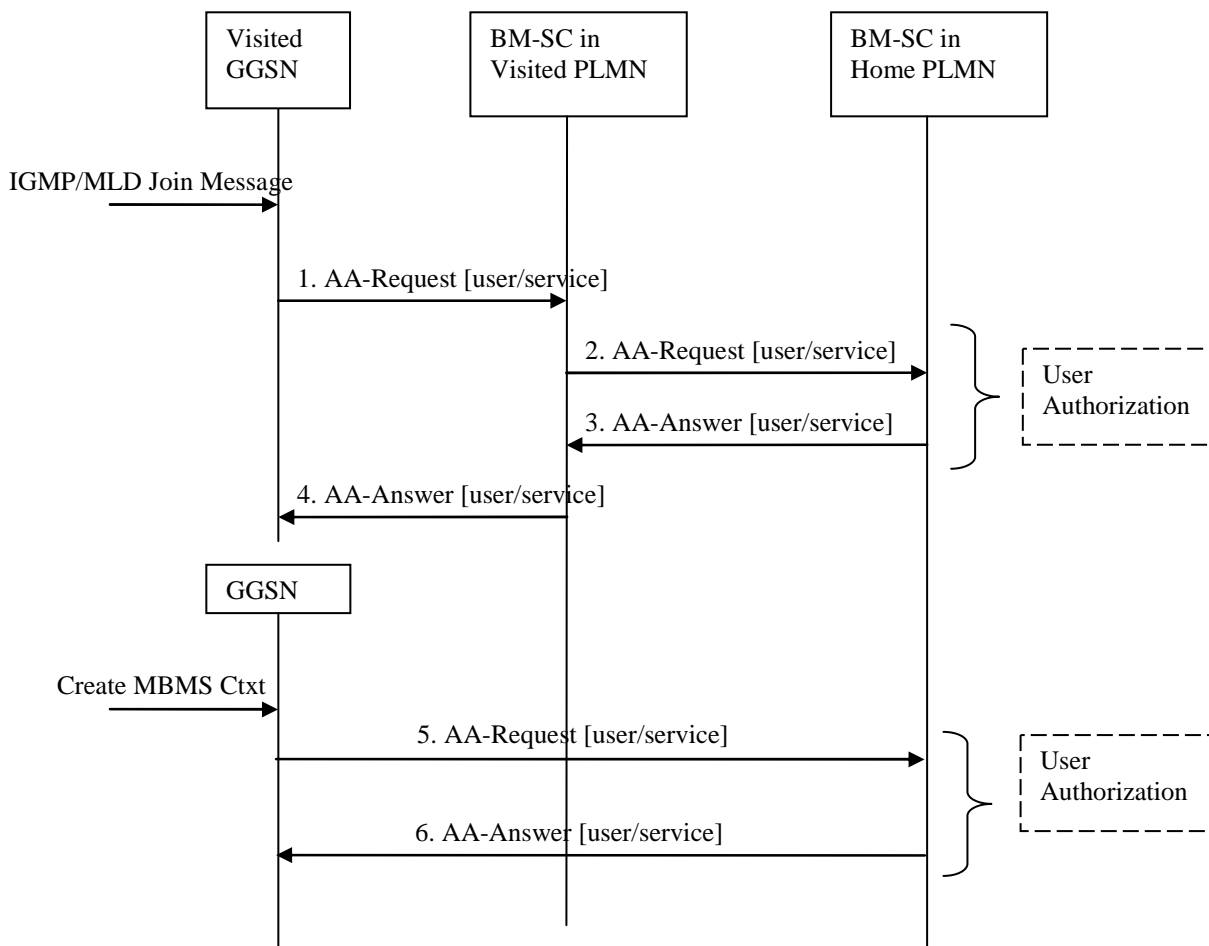 Visited
GGSN
BM-SC in
Visited PLMN
BM-SC in
Home PLMN
IGMP/MLD Join Message
1. AA-Request [user/service]
2. AA-Request [user/service]
User
Authorization
3. AA-Answer [user/service]
4. AA-Answer [user/service]
GGSN
Create MBMS Ctxt
5. AA-Request [user/service]
User
Authorization
6. AA-Answer [user/service]